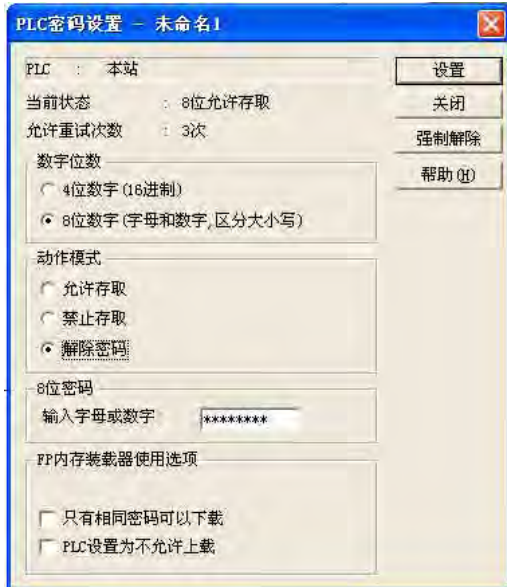 PLC密码设置 - 未命名1
PLC : 本站
设置
当前状态 : 8位允许存取
关闭
允许重试次数 : 3次
强制解除
数字位数
帮助(H)
4位数字(16进制)
8位数字(字母和数字,区分大小写)
动作模式
允许存取
禁止存取
解除密码
8位密码
输入字母或数字 ********
FP内存装载器使用选项
只有相同密码可以下载
PLC设置为不允许上载